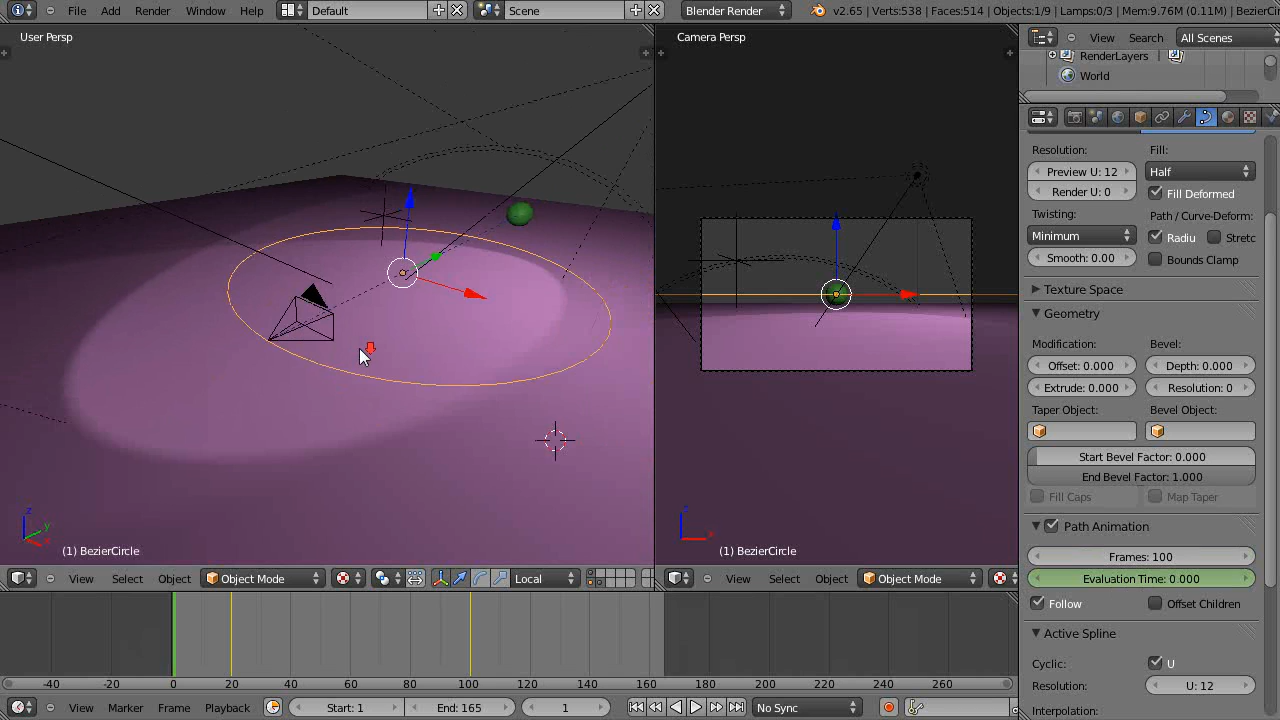 File Add Render Window Help Default Scene Blender Render v2.65 | Verts:538 | Faces:514 | Objects:1/9 | Lamps:0/3 | Mem:9.76M (0.11M) | BezierCir
User Persp
Camera Persp
View Search All Scenes
RenderLayers |
World
Resolution: Fill:
Preview U: 12 Half
Render U: 0 Fill Deformed
Twisting: Path / Curve-Deform:
Minimum Radiu Stretc
Smooth: 0.00 Bounds Clamp
Texture Space
Geometry
Modification: Bevel:
Offset: 0.000 Depth: 0.000
Extrude: 0.000 Resolution: 0
Taper Object: Bevel Object:
Start Bevel Factor: 0.000
End Bevel Factor: 1.000
Fill Caps Map Taper
Path Animation
Frames: 100
Evaluation Time: 0.000
Follow Offset Children
Active Spline
Cyclic: U
Resolution: U: 12
Interpolation:
z y x
(1) BezierCircle
z x
(1) BezierCircle
View Select Object Object Mode Local
View Select Object Object Mode
-40 -20 0 20 40 60 80 100 120 140 160 180 200 220 240 260
View Marker Frame Playback Start: 1 End: 165 1 No Sync